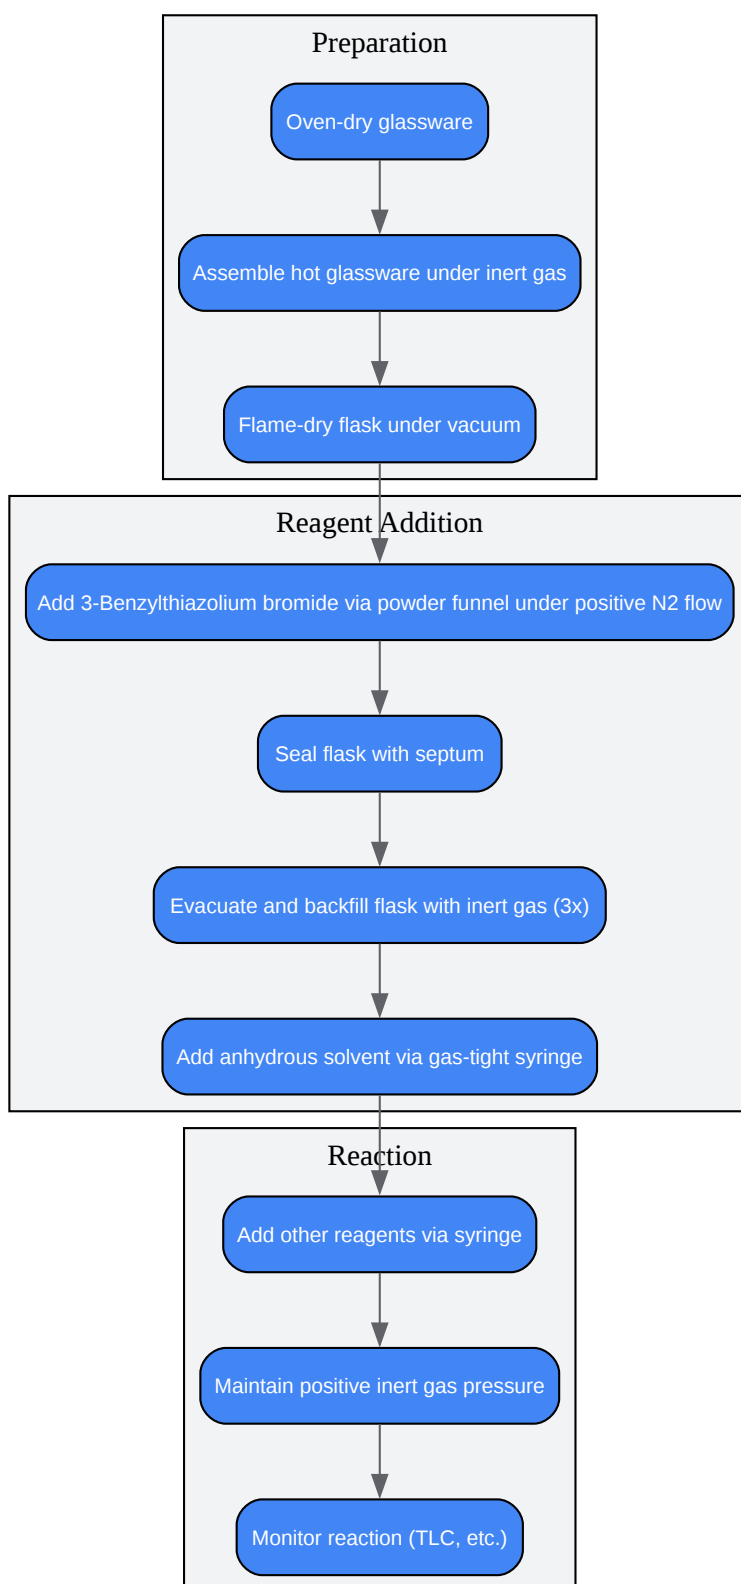 Preparation
Oven-dry glassware
Assemble hot glassware under inert gas
Flame-dry flask under vacuum
Reagent Addition
Add 3-Benzylthiazolium bromide via powder funnel under positive N2 flow
Seal flask with septum
Evacuate and backfill flask with inert gas (3x)
Add anhydrous solvent via gas-tight syringe
Reaction
Add other reagents via syringe
Maintain positive inert gas pressure
Monitor reaction (TLC, etc.)